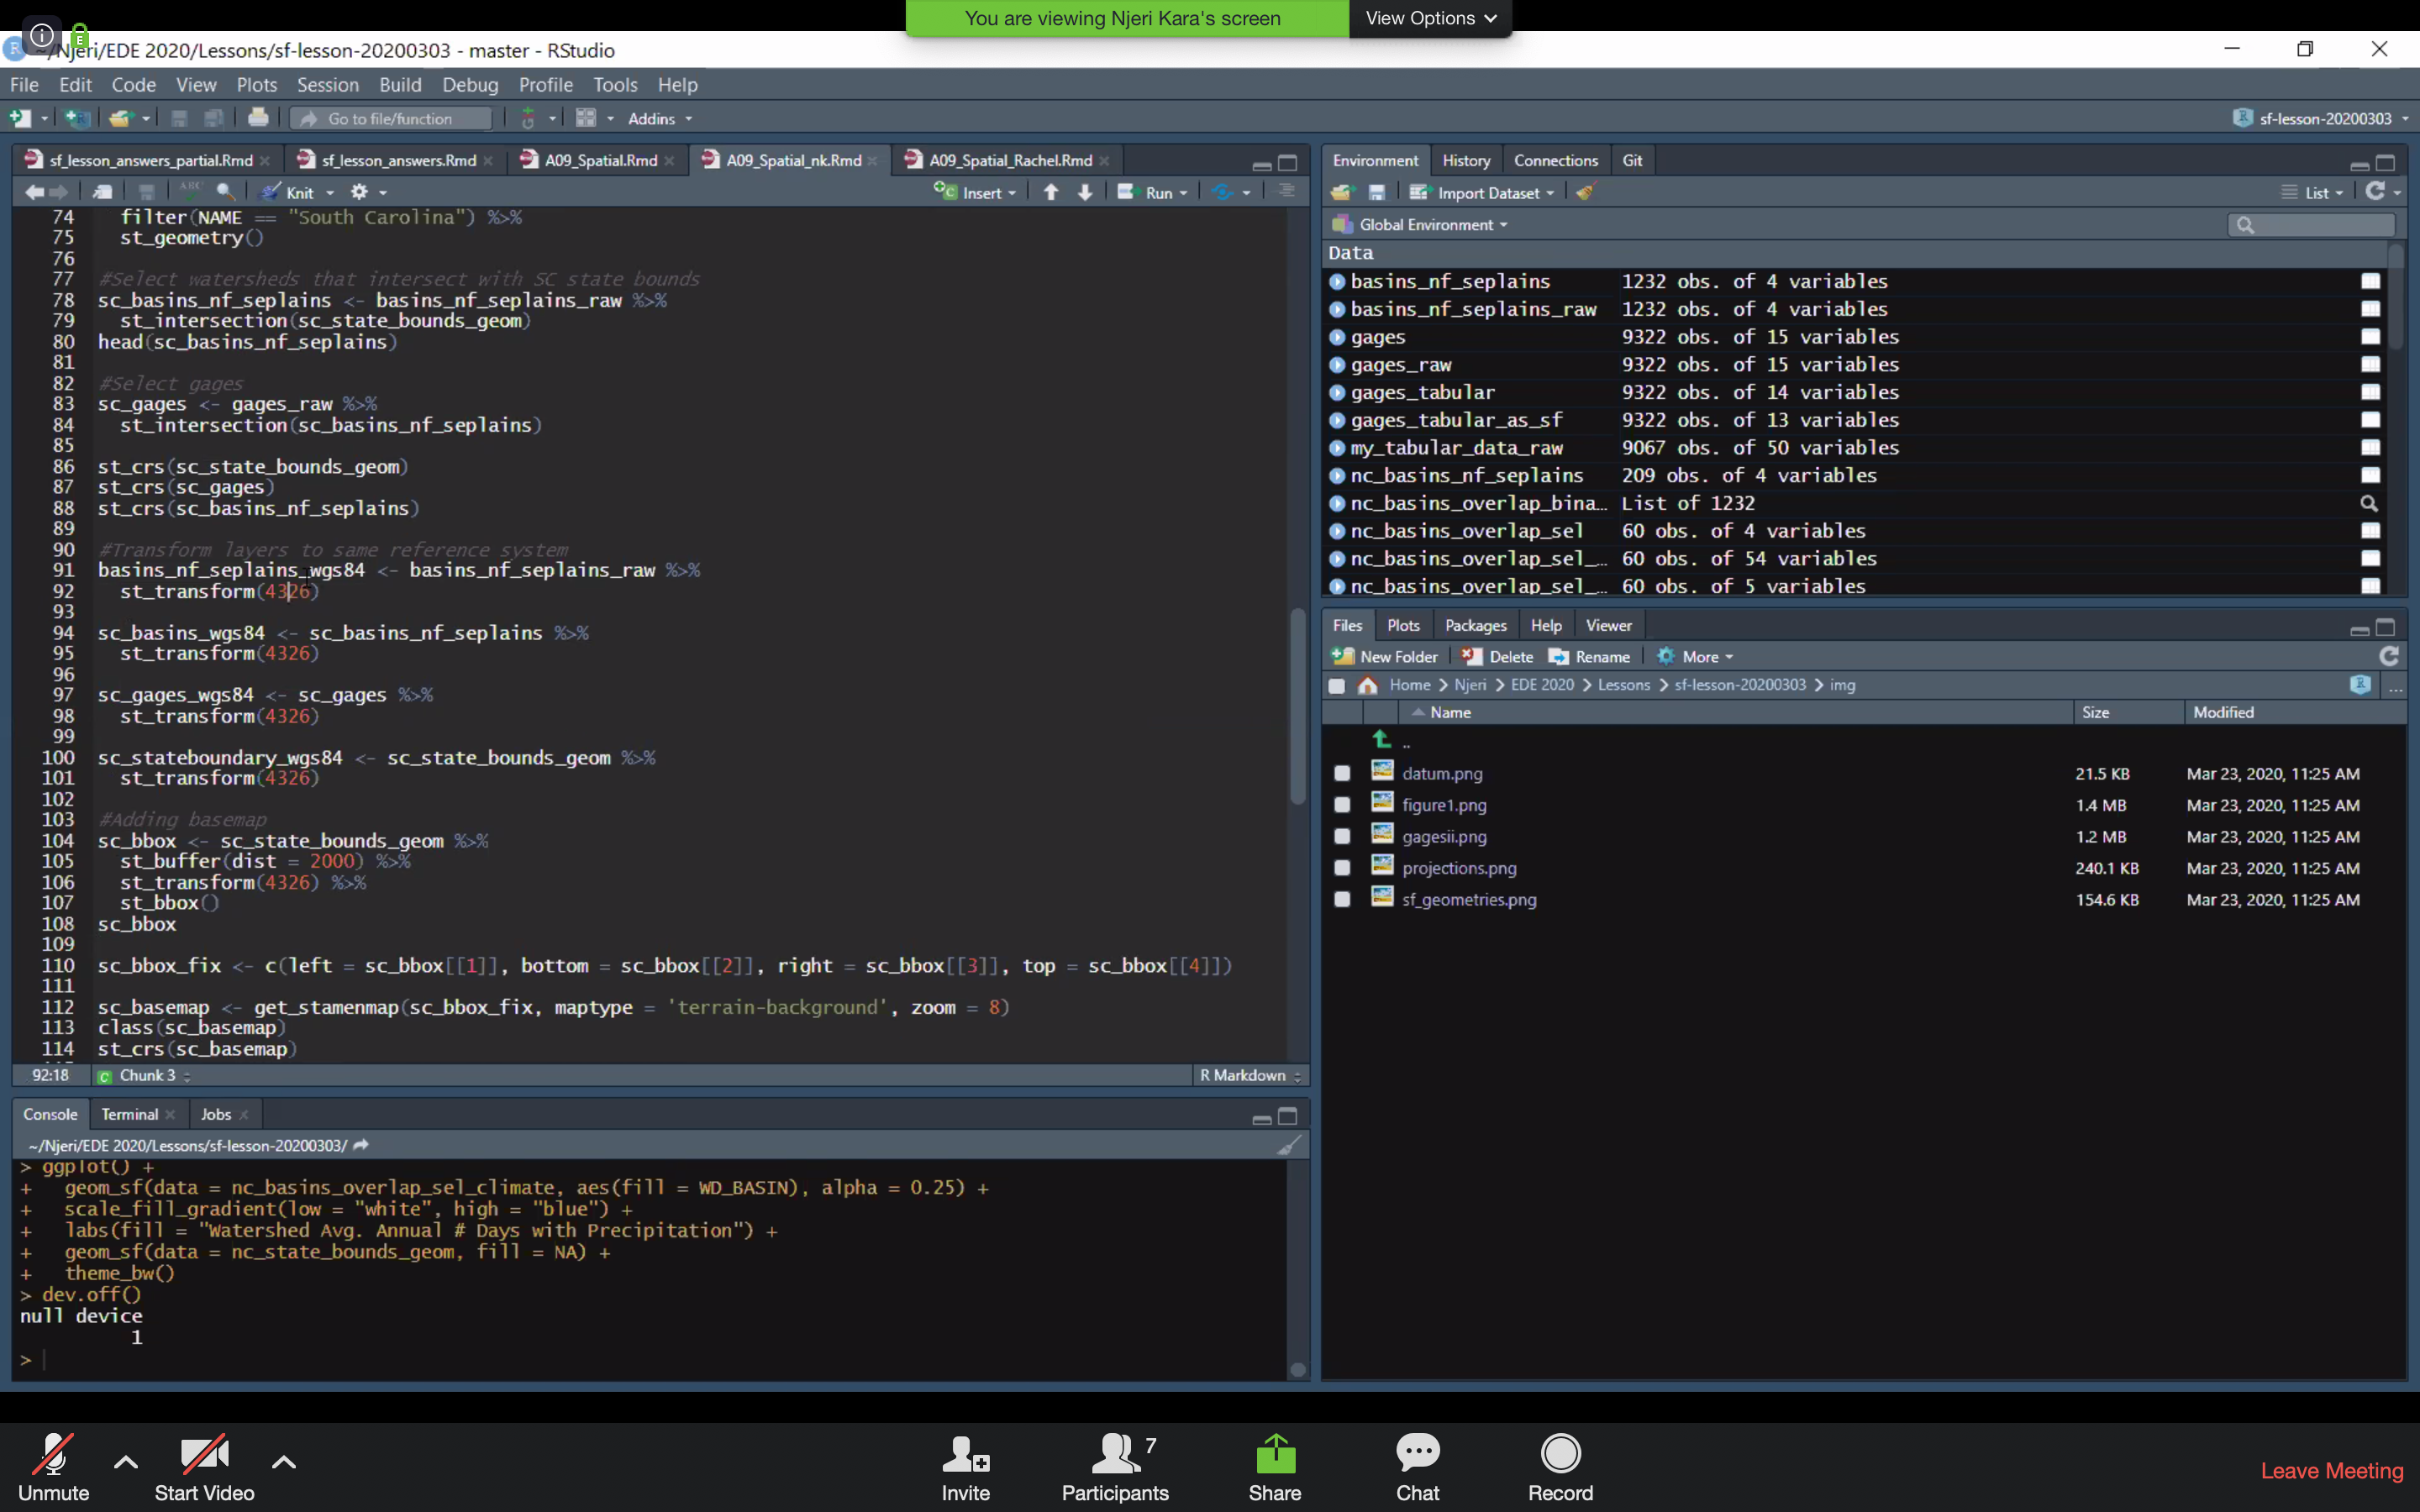 You are viewing Njeri Kara's screen
View Options
~/Njeri/EDE 2020/Lessons/sf-lesson-20200303 - master - RStudio
File Edit Code View Plots Session Build Debug Profile Tools Help
Go to file/function
Addins
sf-lesson-20200303
sf_lesson_answers_partial.Rmd
sf_lesson_answers.Rmd
A09_Spatial.Rmd
A09_Spatial_nk.Rmd
A09_Spatial_Rachel.Rmd
ABC
Knit
Insert
Run
74 filter(NAME == "South Carolina") %>%
75 st_geometry()
76
77 #Select watersheds that intersect with SC state bounds
78 sc_basins_nf_seplains <- basins_nf_seplains_raw %>%
79 st_intersection(sc_state_bounds_geom)
80 head(sc_basins_nf_seplains)
81
82 #Select gages
83 sc_gages <- gages_raw %>%
84 st_intersection(sc_basins_nf_seplains)
85
86 st_crs(sc_state_bounds_geom)
87 st_crs(sc_gages)
88 st_crs(sc_basins_nf_seplains)
89
90 #Transform layers to same reference system
91 basins_nf_seplains_wgs84 <- basins_nf_seplains_raw %>%
92 st_transform(4326)
93
94 sc_basins_wgs84 <- sc_basins_nf_seplains %>%
95 st_transform(4326)
96
97 sc_gages_wgs84 <- sc_gages %>%
98 st_transform(4326)
99
100 sc_stateboundary_wgs84 <- sc_state_bounds_geom %>%
101 st_transform(4326)
102
103 #Adding basemap
104 sc_bbox <- sc_state_bounds_geom %>%
105 st_buffer(dist = 2000) %>%
106 st_transform(4326) %>%
107 st_bbox()
108 sc_bbox
109
110 sc_bbox_fix <- c(left = sc_bbox[[1]], bottom = sc_bbox[[2]], right = sc_bbox[[3]], top = sc_bbox[[4]])
111
112 sc_basemap <- get_stamenmap(sc_bbox_fix, maptype = 'terrain-background', zoom = 8)
113 class(sc_basemap)
114 st_crs(sc_basemap)
92:18
Chunk 3
R Markdown
Console Terminal Jobs
~/Njeri/EDE 2020/Lessons/sf-lesson-20200303/
> ggplot() +
+ geom_sf(data = nc_basins_overlap_sel_climate, aes(fill = WD_BASIN), alpha = 0.25) +
+ scale_fill_gradient(low = "white", high = "blue") +
+ labs(fill = "Watershed Avg. Annual # Days with Precipitation") +
+ geom_sf(data = nc_state_bounds_geom, fill = NA) +
+ theme_bw()
> dev.off()
null device
1
>
Environment History Connections Git
Import Dataset
List
Global Environment
Data
basins_nf_seplains 1232 obs. of 4 variables
basins_nf_seplains_raw 1232 obs. of 4 variables
gages 9322 obs. of 15 variables
gages_raw 9322 obs. of 15 variables
gages_tabular 9322 obs. of 14 variables
gages_tabular_as_sf 9322 obs. of 13 variables
my_tabular_data_raw 9067 obs. of 50 variables
nc_basins_nf_seplains 209 obs. of 4 variables
nc_basins_overlap_bina… List of 1232
nc_basins_overlap_sel 60 obs. of 4 variables
nc_basins_overlap_sel_… 60 obs. of 54 variables
nc_basins_overlap_sel_… 60 obs. of 5 variables
Files Plots Packages Help Viewer
New Folder Delete Rename More
Home > Njeri > EDE 2020 > Lessons > sf-lesson-20200303 > img
...
Name Size Modified
..
datum.png 21.5 KB Mar 23, 2020, 11:25 AM
figure1.png 1.4 MB Mar 23, 2020, 11:25 AM
gagesii.png 1.2 MB Mar 23, 2020, 11:25 AM
projections.png 240.1 KB Mar 23, 2020, 11:25 AM
sf_geometries.png 154.6 KB Mar 23, 2020, 11:25 AM
Unmute
Start Video
Invite
7
Participants
Share
Chat
Record
Leave Meeting